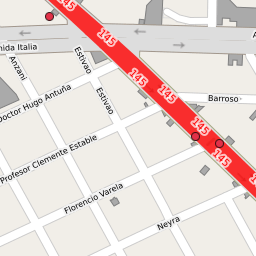 145
145
nida Italia
A
Anzani
Estivao
145
145
Estivao
Barroso
Doctor Hugo Antuña
145
145
Profesor Clemente Estable
Florencio Varela
Neyra
145